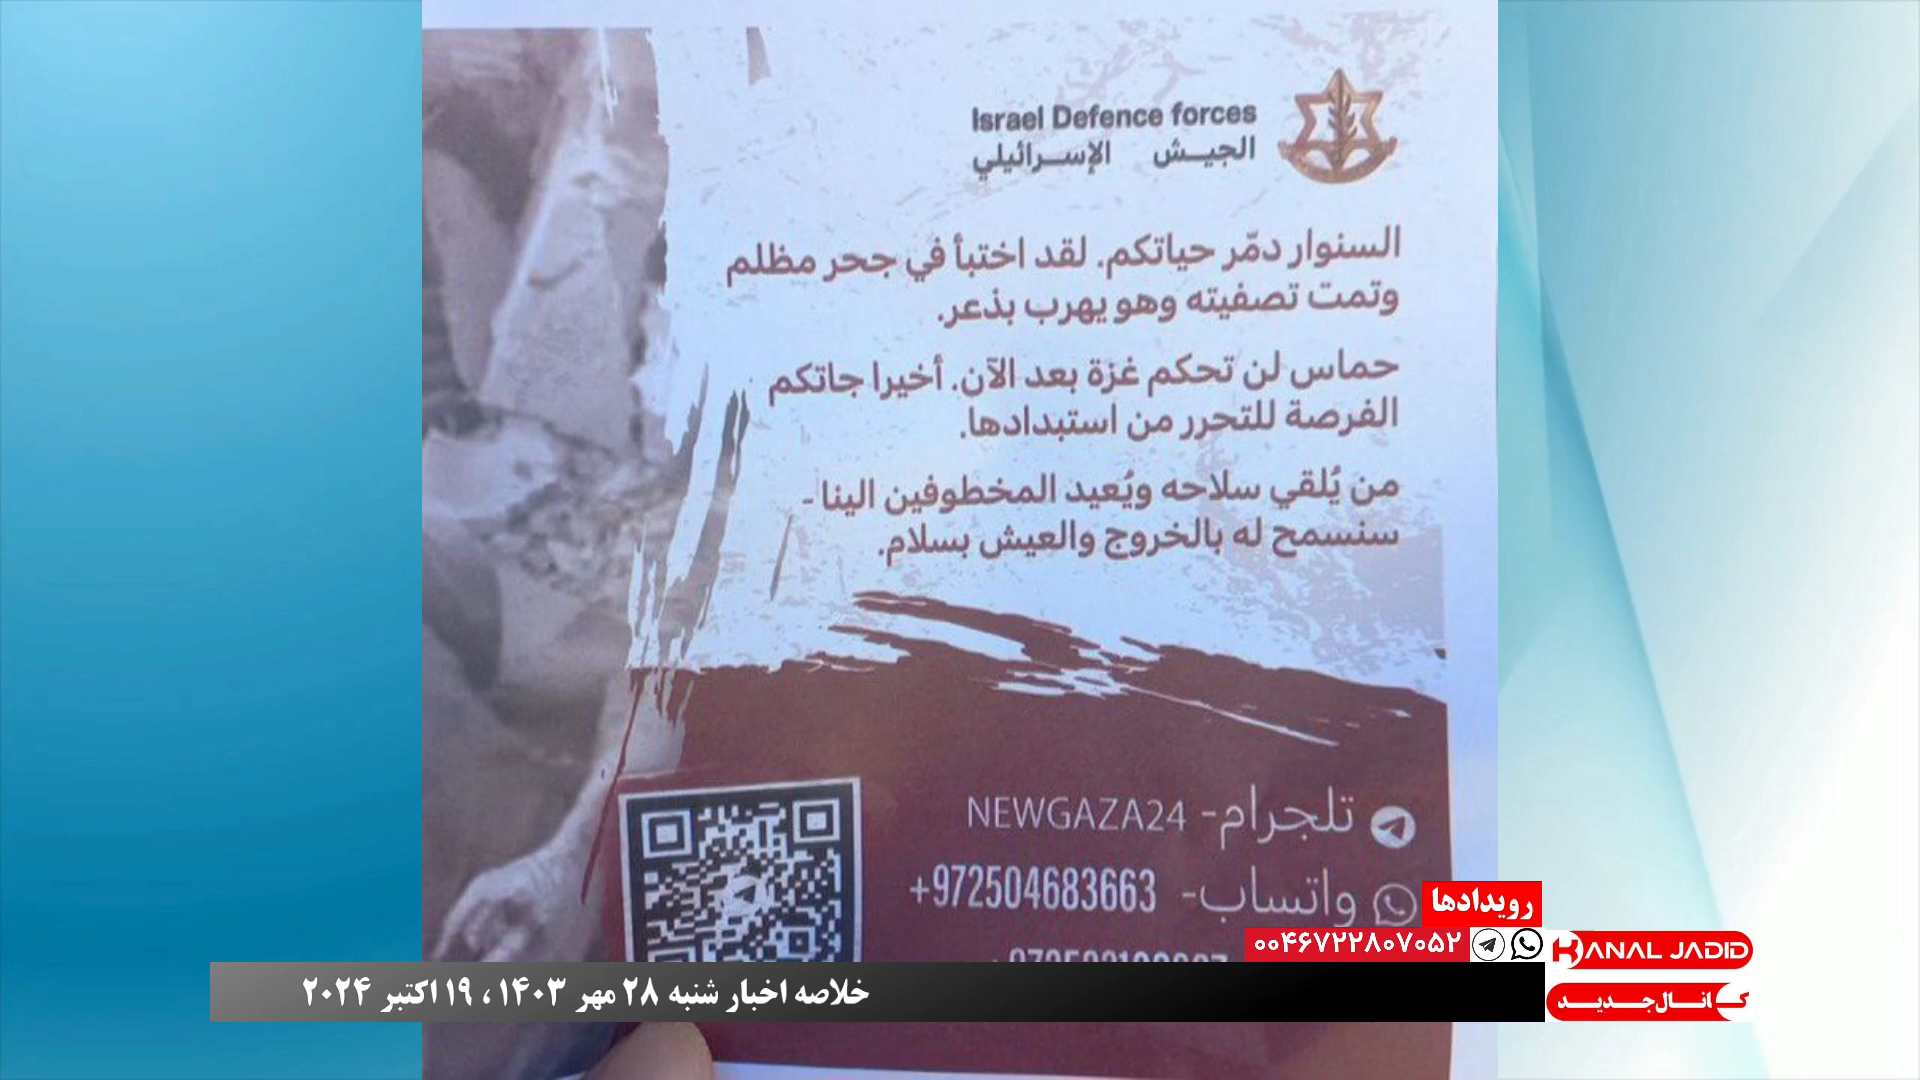 Israel Defence forces
الجيش الإسرائيلي
السنوار دمّر حياتكم. لقد اختبأ في جحر مظلم
وتمت تصفيته وهو يهرب بذعر.
حماس لن تحكم غزة بعد الآن. أخيرا جاتكم
الفرصة للتحرر من استبدادها.
من يُلقي سلاحه ويُعيد المخطوفين الينا -
سنسمح له بالخروج والعيش بسلام.
تلجرام- NEWGAZA24
واتساب- +972504683663
رویدادها
۰۰۴۶۷۲۲۸۰۷۰۵۲
KANAL JADID
کانال جدید
خلاصه اخبار شنبه ۲۸ مهر ۱۴۰۳ ، ۱۹ اکتبر ۲۰۲۴